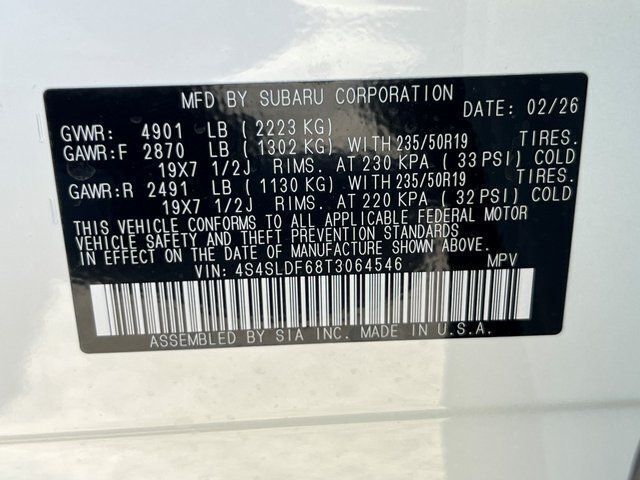 MFD BY SUBARU CORPORATION DATE: 02/26
GVWR: 4901 LB ( 2223 KG)
GAWR:F 2870 LB ( 1302 KG) WITH 235/50R19 TIRES.
19X7 1/2J RIMS. AT 230 KPA ( 33 PSI) COLD
GAWR:R 2491 LB ( 1130 KG) WITH 235/50R19 TIRES.
19X7 1/2J RIMS. AT 220 KPA ( 32 PSI) COLD
THIS VEHICLE CONFORMS TO ALL APPLICABLE FEDERAL MOTOR
VEHICLE SAFETY AND THEFT PREVENTION STANDARDS
IN EFFECT ON THE DATE OF MANUFACTURE SHOWN ABOVE.
VIN: 4S4SLDF68T3064546 MPV
ASSEMBLED BY SIA INC. MADE IN U.S.A.